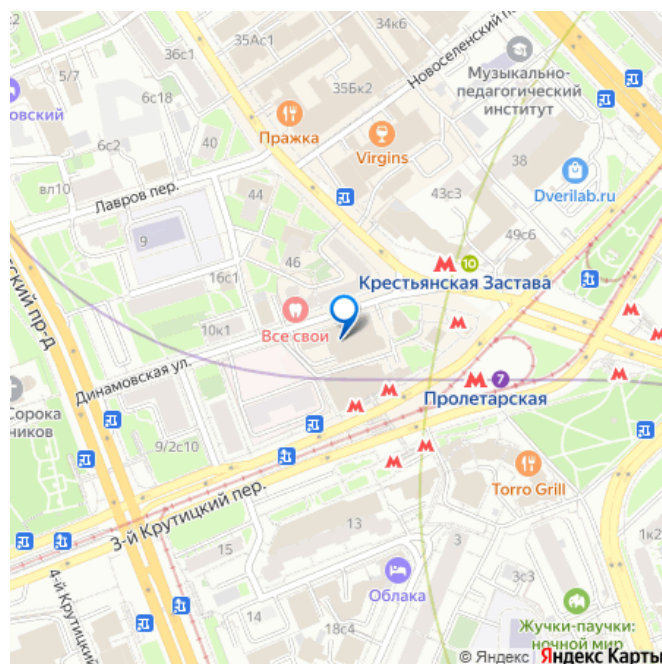 35Ас1
36с1
5/7
6с18
35Бк2
Новоселенский п
Музыкально-
педагогический
институт
овский
Пражка
6с2
40
Virgins
38
вл10
Лавров пер.
44
43с3
Dverilab.ru
9
49с6
46
10
16с1
Крестьянская Застава
тский пр-д
10к1
Все свои
Динамовская ул.
7
Пролетарская
Сорока
ников
9/2с10
3-й Крутицкий пер.
Torro Grill
13
15
3
1к2
4-й Крутицкий
Облака
3с3
14
18с4
Жучки-паучки:
ночной мир
© Яндекс Яндекс Карты